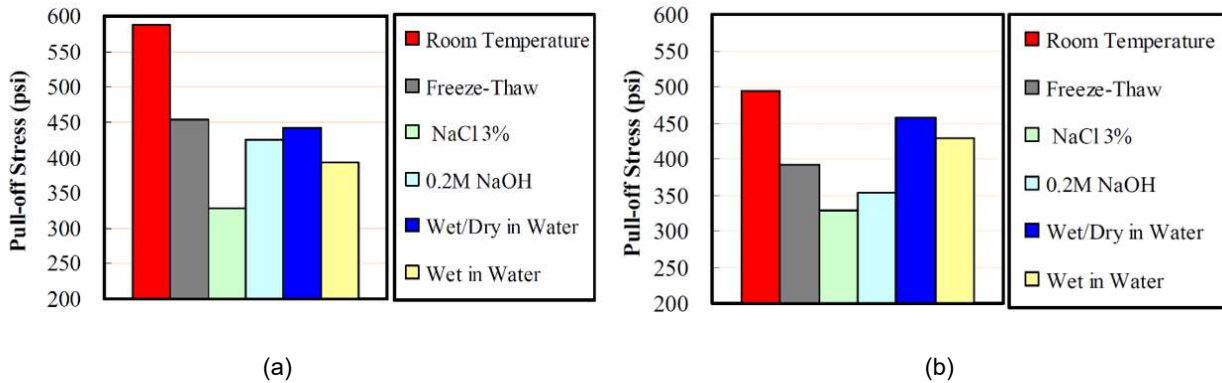 Pull-off Stress (psi)
600
550
500
450
400
350
300
250
200
Room Temperature
Freeze-Thaw
NaCl 3%
0.2M NaOH
Wet/Dry in Water
Wet in Water
(a)
Pull-off Stress (psi)
600
550
500
450
400
350
300
250
200
Room Temperature
Freeze-Thaw
NaCl 3%
0.2M NaOH
Wet/Dry in Water
Wet in Water
(b)